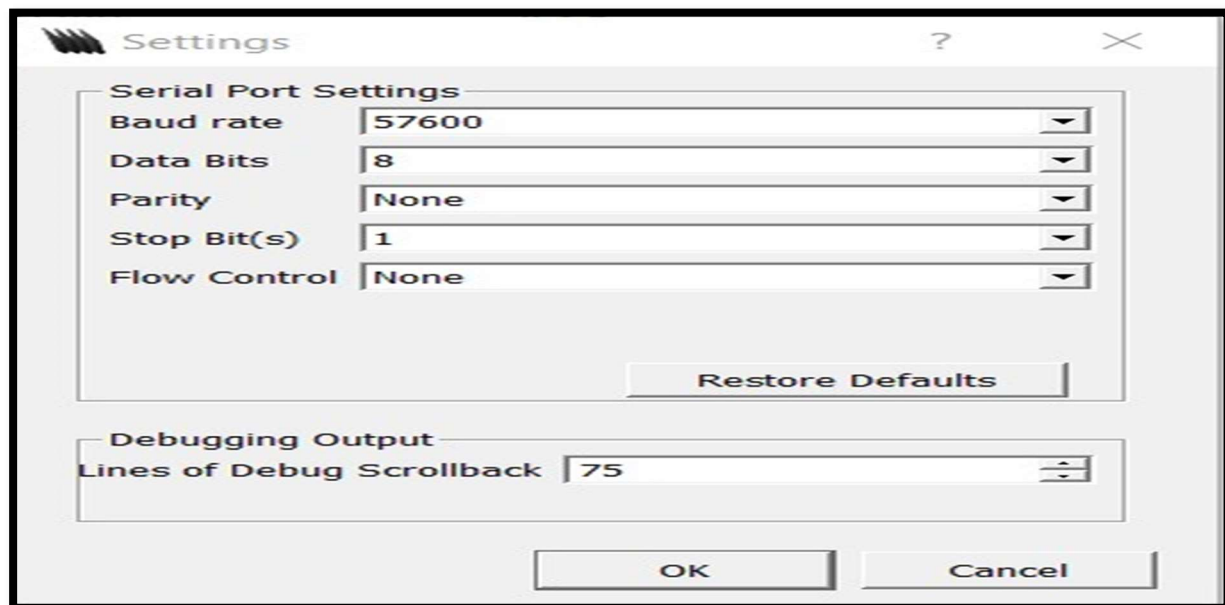 Settings
Serial Port Settings
Baud rate 57600
Data Bits 8
Parity None
Stop Bit(s) 1
Flow Control None
Restore Defaults
Debugging Output
Lines of Debug Scrollback 75
OK Cancel